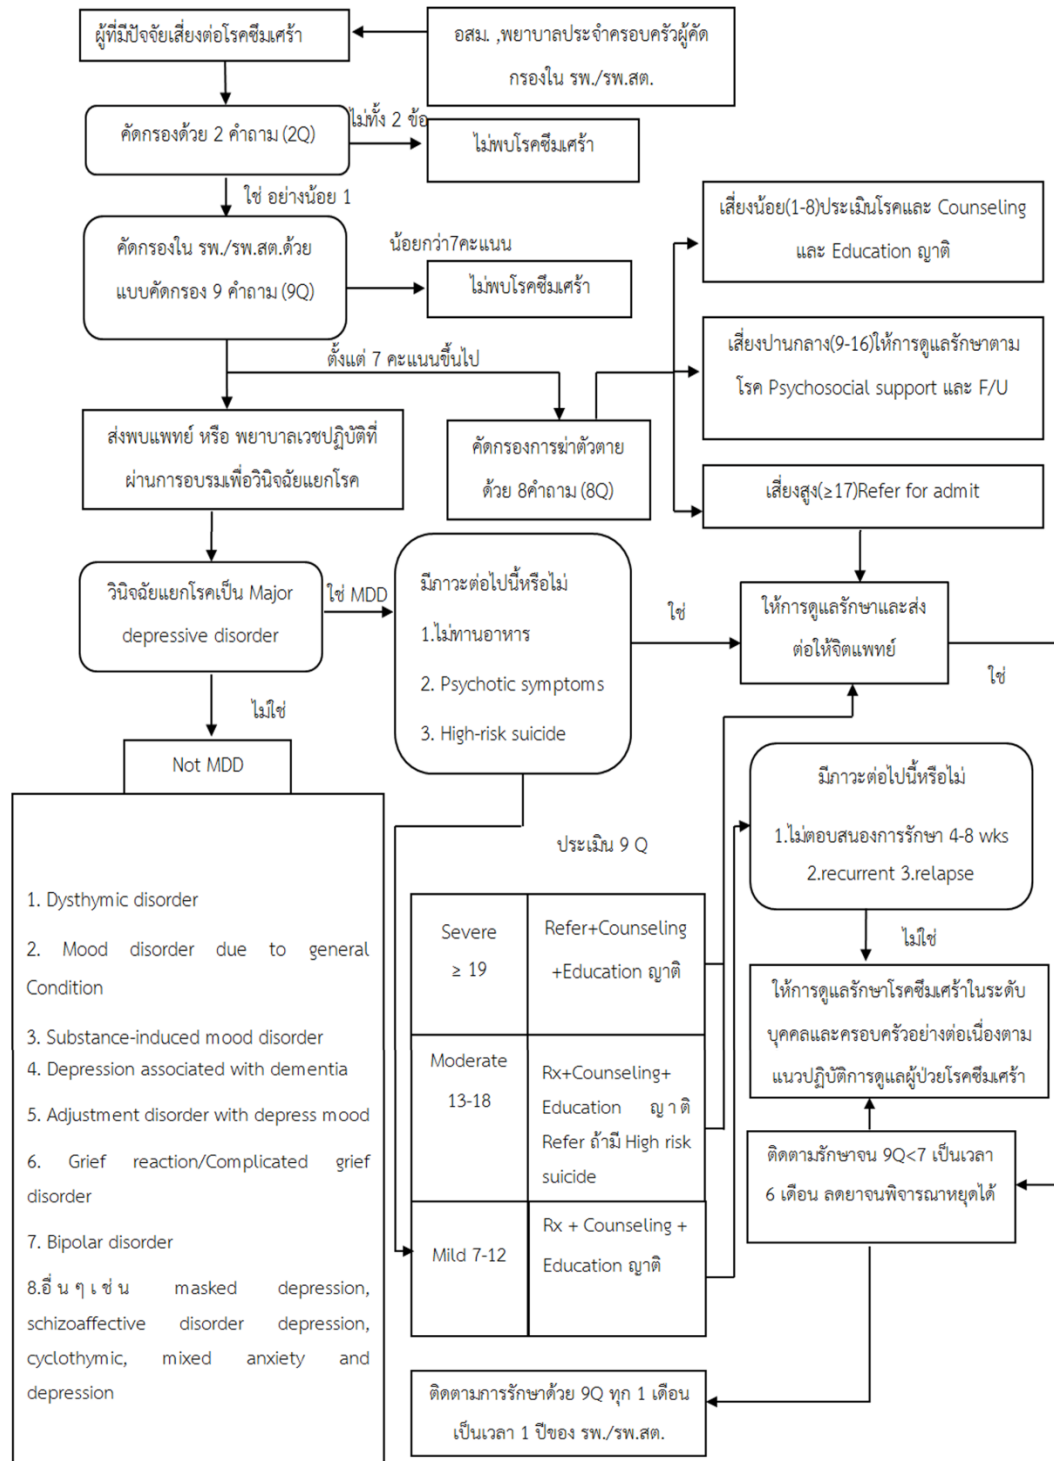 ผู้ที่มีปัจจัยเสี่ยงต่อโรคซึมเศร้า
อสม. ,พยาบาลประจำครอบครัวผู้คัด
กรองใน รพ./รพ.สต.
คัดกรองด้วย 2 คำถาม (2Q)
ไม่ทั้ง 2 ข้อ
ไม่พบโรคซึมเศร้า
ใช่ อย่างน้อย 1
คัดกรองใน รพ./รพ.สต.ด้วย
แบบคัดกรอง 9 คำถาม (9Q)
น้อยกว่า7คะแนน
ไม่พบโรคซึมเศร้า
ตั้งแต่ 7 คะแนนขึ้นไป
เสี่ยงน้อย(1-8)ประเมินโรคและ Counseling
และ Education ญาติ
เสี่ยงปานกลาง(9-16)ให้การดูแลรักษาตาม
โรค Psychosocial support และ F/U
เสี่ยงสูง(≥17)Refer for admit
คัดกรองการฆ่าตัวตาย
ด้วย 8คำถาม (8Q)
ส่งพบแพทย์ หรือ พยาบาลเวชปฏิบัติที่
ผ่านการอบรมเพื่อวินิจฉัยแยกโรค
วินิจฉัยแยกโรคเป็น Major
depressive disorder
ใช่ MDD
มีภาวะต่อไปนี้หรือไม่
1.ไม่ทานอาหาร
2. Psychotic symptoms
3. High-risk suicide
ใช่
ให้การดูแลรักษาและส่ง
ต่อให้จิตแพทย์
ใช่
ไม่ใช่
Not MDD
1. Dysthymic disorder
2. Mood disorder due to general
Condition
3. Substance-induced mood disorder
4. Depression associated with dementia
5. Adjustment disorder with depress mood
6. Grief reaction/Complicated grief
disorder
7. Bipolar disorder
8.อื่นๆเช่น masked depression,
schizoaffective disorder depression,
cyclothymic, mixed anxiety and
depression
ประเมิน 9 Q
Severe
≥ 19
Refer+Counseling
+Education ญาติ
Moderate
13-18
Rx+Counseling+
Education ญาติ
Refer ถ้ามี High risk
suicide
Mild 7-12
Rx + Counseling +
Education ญาติ
มีภาวะต่อไปนี้หรือไม่
1.ไม่ตอบสนองการรักษา 4-8 wks
2.recurrent 3.relapse
ไม่ใช่
ให้การดูแลรักษาโรคซึมเศร้าในระดับ
บุคคลและครอบครัวอย่างต่อเนื่องตาม
แนวปฏิบัติการดูแลผู้ป่วยโรคซึมเศร้า
ติดตามรักษาจน 9Q<7 เป็นเวลา
6 เดือน ลดยาจนพิจารณาหยุดได้
ติดตามการรักษาด้วย 9Q ทุก 1 เดือน
เป็นเวลา 1 ปีของ รพ./รพ.สต.